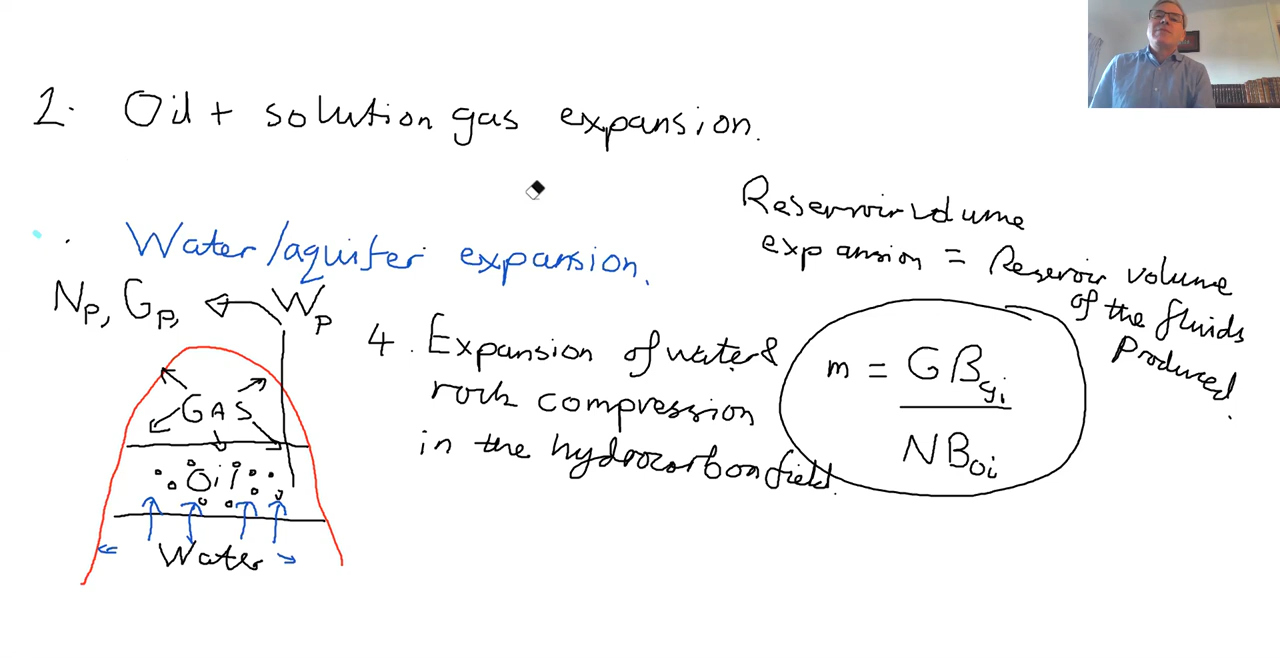 2. Oil + solution gas expansion.
. Water/aquifer expansion.
Np, Gp, Wp
GAS
Oil
Water
4. Expansion of water &
rock compression
in the hydrocarbon field.
Reservoir volume
expansion = Reservoir volume
of the fluids
produced.
m = GBgi
NBoi